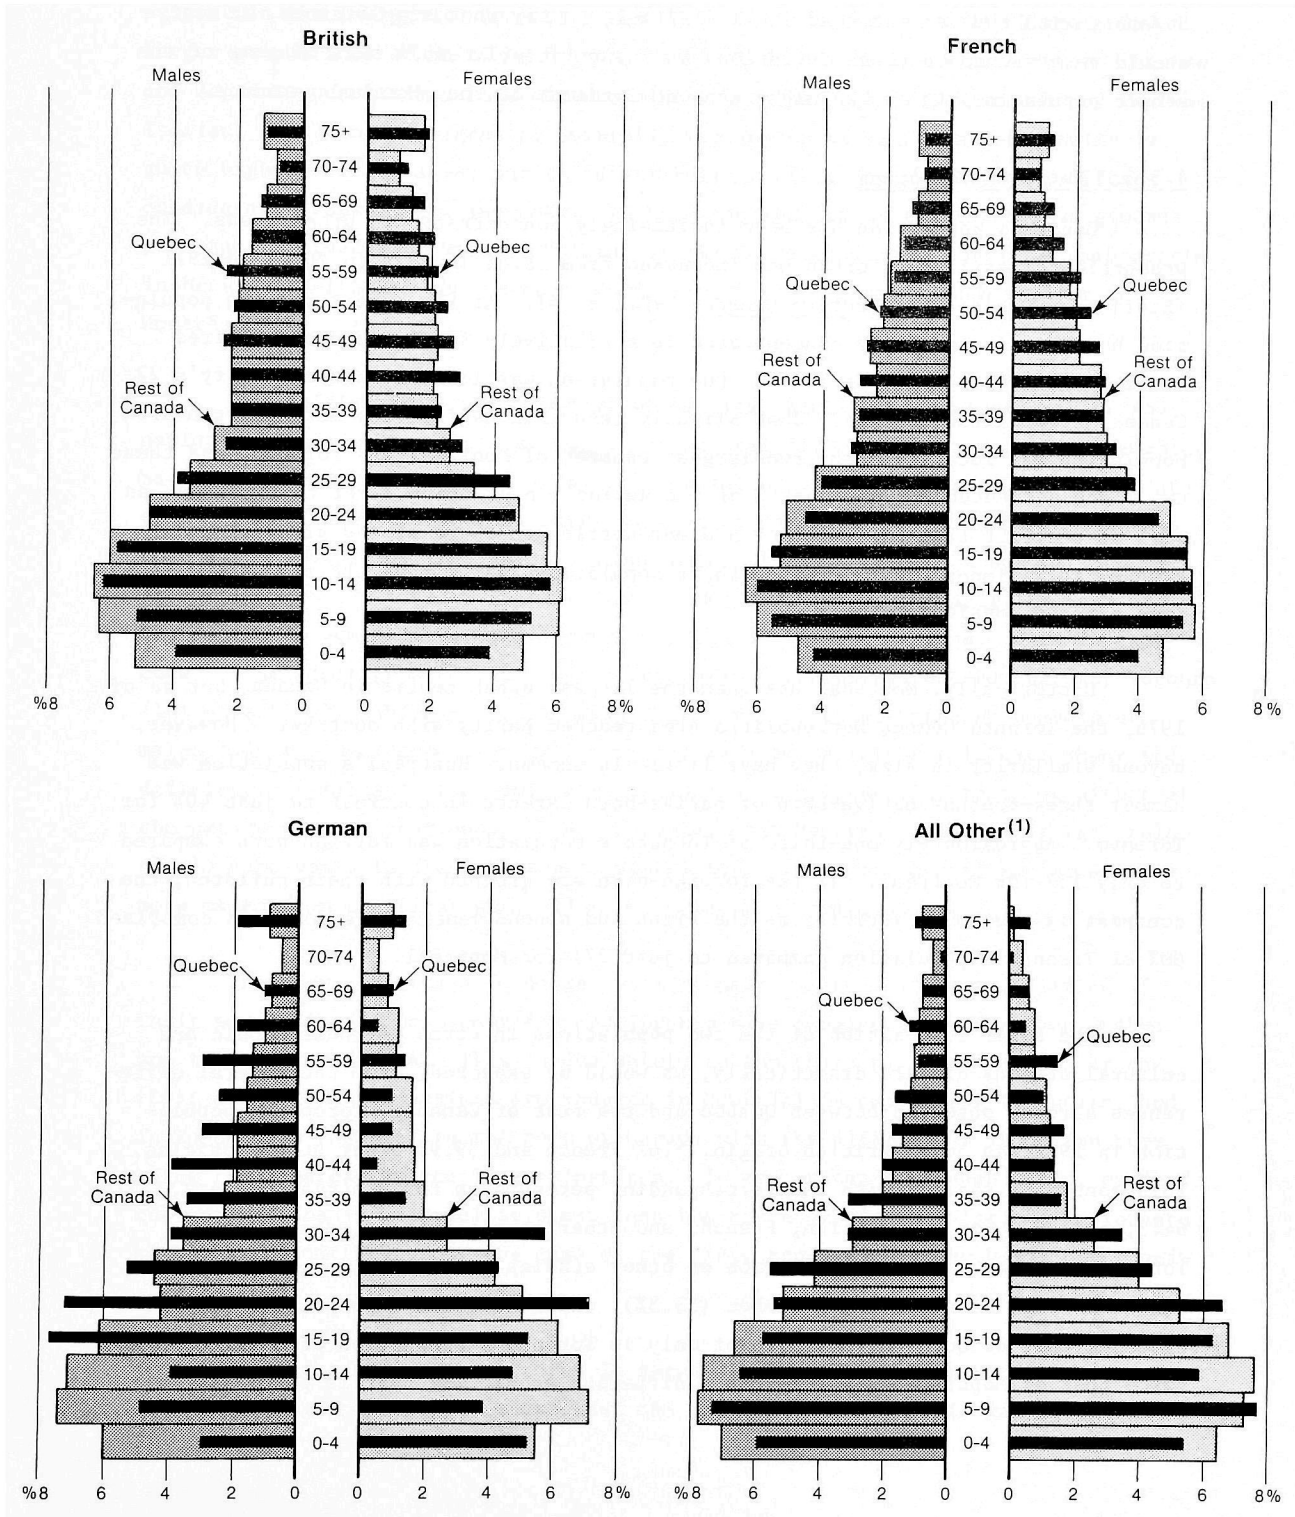 British
Males
Females
75+
70-74
65-69
60-64
Quebec
Quebec
55-59
50-54
45-49
40-44
Rest of
Canada
Rest of
Canada
35-39
30-34
25-29
20-24
15-19
10-14
5-9
0-4
%8 6 4 2 0 0 2 4 6 8%
French
Males
Females
75+
70-74
65-69
60-64
55-59
Quebec
Quebec
50-54
45-49
Rest of
Canada
Rest of
Canada
40-44
35-39
30-34
25-29
20-24
15-19
10-14
5-9
0-4
%8 6 4 2 0 0 2 4 6 8%
German
Males
Females
75+
70-74
Quebec
Quebec
65-69
60-64
55-59
50-54
45-49
40-44
Rest of
Canada
Rest of
Canada
35-39
30-34
25-29
20-24
15-19
10-14
5-9
0-4
%8 6 4 2 0 0 2 4 6 8%
All Other (1)
Males
Females
75+
70-74
65-69
Quebec
60-64
Quebec
55-59
50-54
45-49
40-44
Rest of
Canada
Rest of
Canada
35-39
30-34
25-29
20-24
15-19
10-14
5-9
0-4
%8 6 4 2 0 0 2 4 6 8%